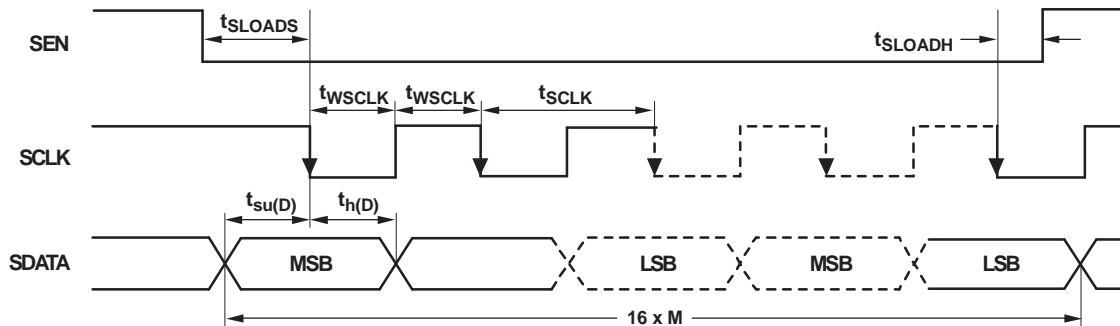 tSLOADS
SEN
tSLOADH
tWSCLK tWSCLK tSCLK
SCLK
tsu(D) th(D)
SDATA MSB LSB MSB LSB
16 x M